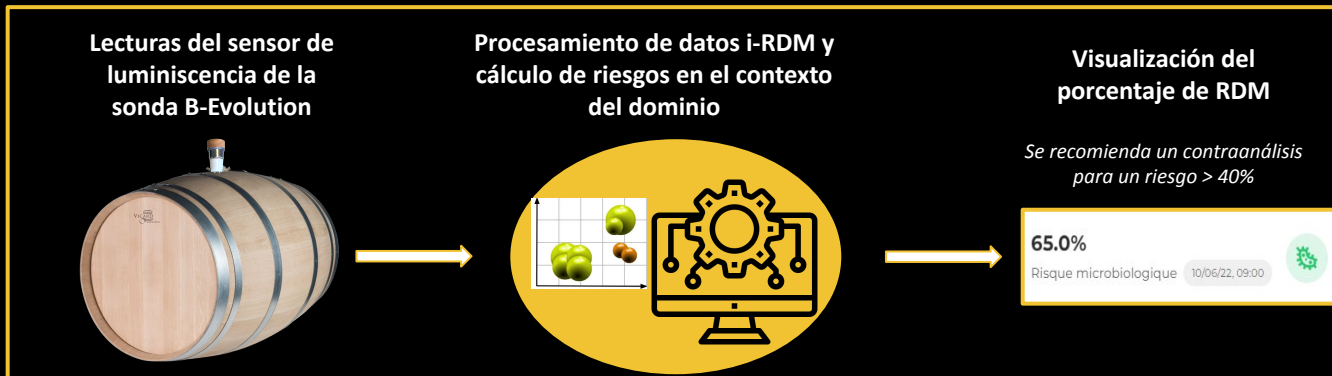 Lecturas del sensor de
luminiscencia de la
sonda B-Evolution
Procesamiento de datos i-RDM y
cálculo de riesgos en el contexto
del dominio
Visualización del
porcentaje de RDM
Se recomienda un contraanálisis
para un riesgo > 40%
VICARD
65.0%
Risque microbiologique
10/06/22, 09:00